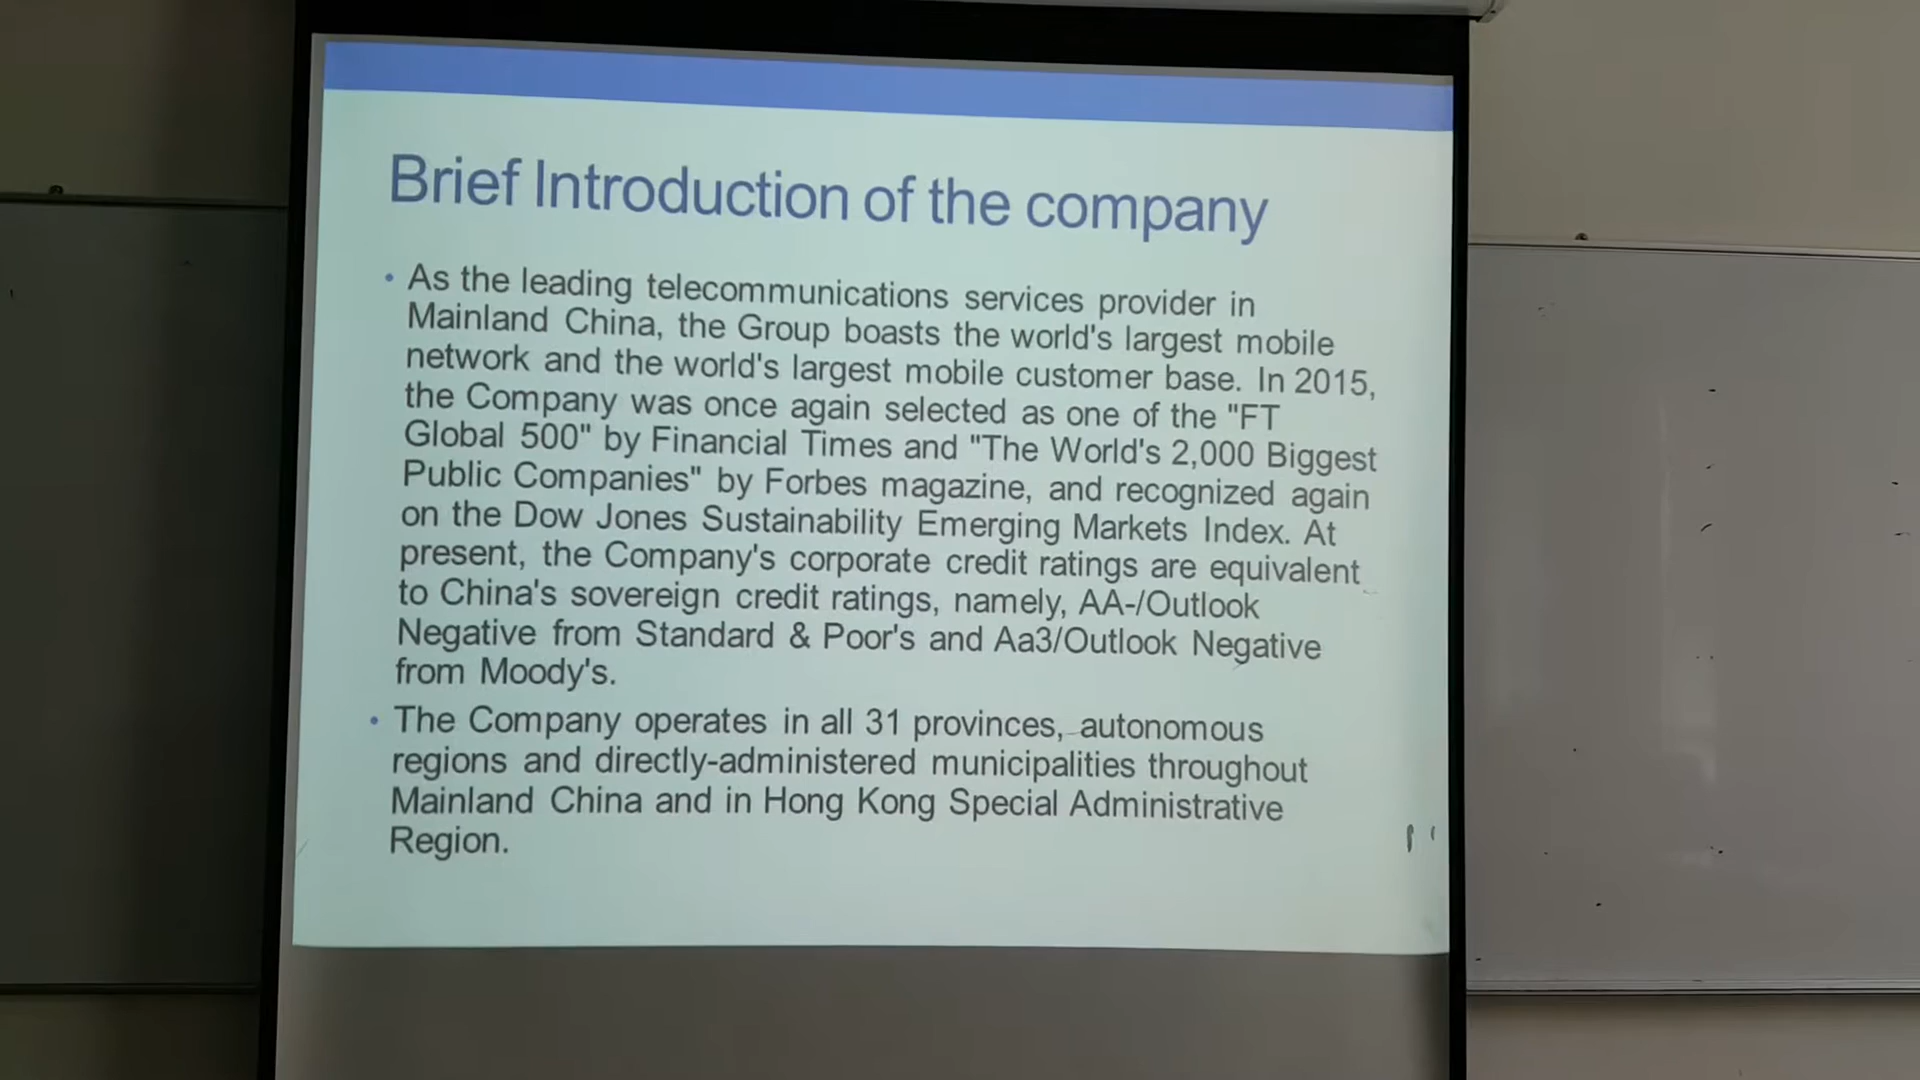 Brief Introduction of the company
• As the leading telecommunications services provider in
Mainland China, the Group boasts the world's largest mobile
network and the world's largest mobile customer base. In 2015,
the Company was once again selected as one of the "FT
Global 500" by Financial Times and "The World's 2,000 Biggest
Public Companies" by Forbes magazine, and recognized again
on the Dow Jones Sustainability Emerging Markets Index. At
present, the Company's corporate credit ratings are equivalent
to China's sovereign credit ratings, namely, AA-/Outlook
Negative from Standard & Poor's and Aa3/Outlook Negative
from Moody's.
• The Company operates in all 31 provinces, autonomous
regions and directly-administered municipalities throughout
Mainland China and in Hong Kong Special Administrative
Region.